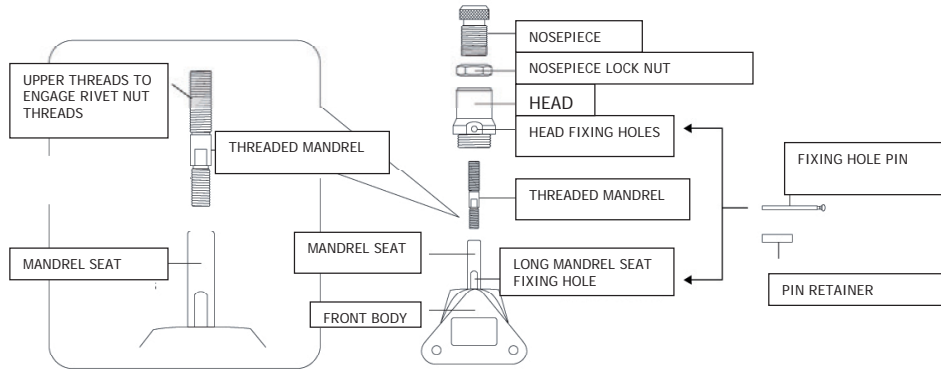 UPPER THREADS TO
ENGAGE RIVET NUT
THREADS
THREADED MANDREL
MANDREL SEAT
NOSEPIECE
NOSEPIECE LOCK NUT
HEAD
HEAD FIXING HOLES
THREADED MANDREL
MANDREL SEAT
LONG MANDREL SEAT
FIXING HOLE
FRONT BODY
FIXING HOLE PIN
PIN RETAINER